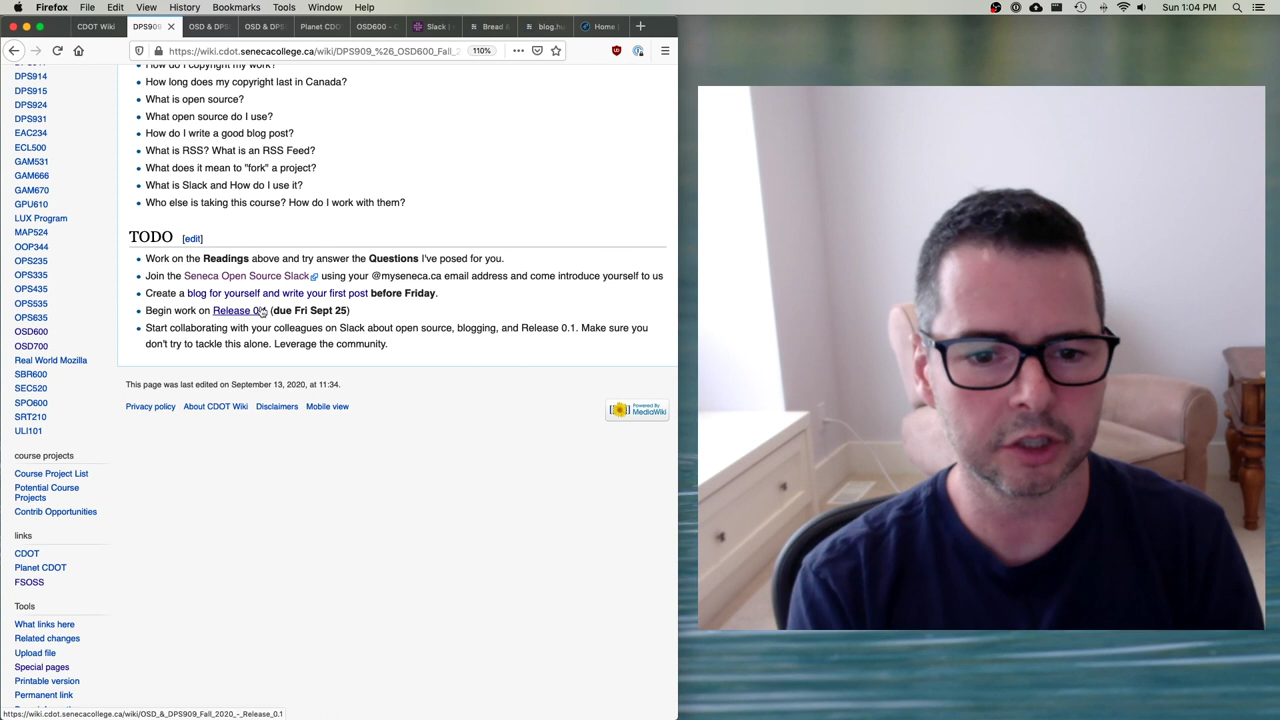 Firefox File Edit View History Bookmarks Tools Window Help
Sun 1:04 PM
CDOT Wiki
DPS909
OSD & DPS
OSD & DPS
Planet CDO
OSD600 - C
Slack |
Bread &
blog.hu
Home |
https://wiki.cdot.senecacollege.ca/wiki/DPS909_%26_OSD600_Fall_2
110%
DPS914
DPS915
DPS924
DPS931
EAC234
ECL500
GAM531
GAM666
GAM670
GPU610
LUX Program
MAP524
OOP344
OPS235
OPS335
OPS435
OPS535
OPS635
OSD600
OSD700
Real World Mozilla
SBR600
SEC520
SPO600
SRT210
ULI101
course projects
Course Project List
Potential Course
Projects
Contrib Opportunities
links
CDOT
Planet CDOT
FSOSS
Tools
What links here
Related changes
Upload file
Special pages
Printable version
Permanent link
How do I copyright my work?
How long does my copyright last in Canada?
What is open source?
What open source do I use?
How do I write a good blog post?
What is RSS? What is an RSS Feed?
What does it mean to "fork" a project?
What is Slack and How do I use it?
Who else is taking this course? How do I work with them?
TODO [edit]
Work on the Readings above and try answer the Questions I've posed for you.
Join the Seneca Open Source Slack using your @myseneca.ca email address and come introduce yourself to us
Create a blog for yourself and write your first post before Friday.
Begin work on Release (due Fri Sept 25)
Start collaborating with your colleagues on Slack about open source, blogging, and Release 0.1. Make sure you
don't try to tackle this alone. Leverage the community.
This page was last edited on September 13, 2020, at 11:34.
Privacy policy About CDOT Wiki Disclaimers Mobile view
Powered By
MediaWiki
https://wiki.cdot.senecacollege.ca/wiki/OSD_&_DPS909_Fall_2020_-_Release_0.1